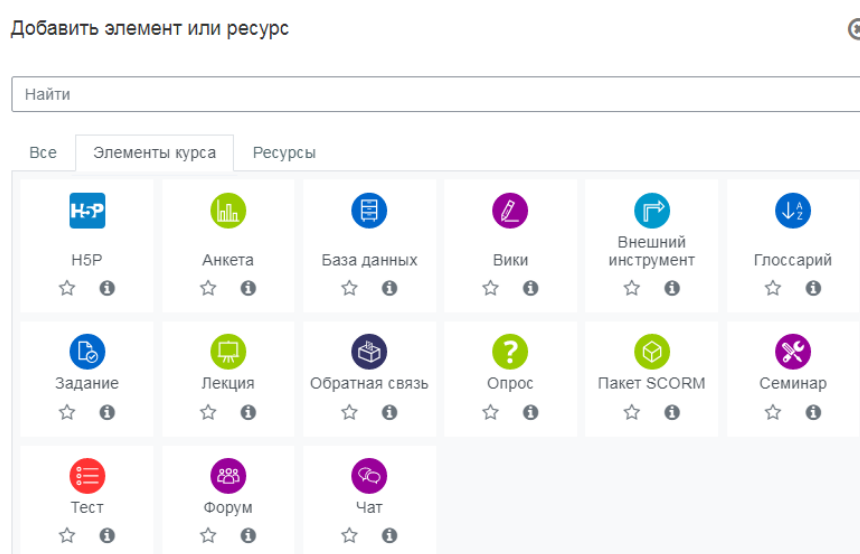 Добавить элемент или ресурс
Найти
Все Элементы курса Ресурсы
H5P
H5P Анкета База данных Вики Внешний инструмент Глоссарий
Задание Лекция Обратная связь Опрос Пакет SCORM Семинар
Тест Форум Чат